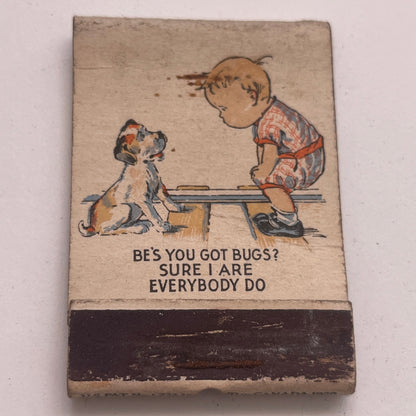 BE'S YOU GOT BUGS?
SURE I ARE
EVERYBODY DO